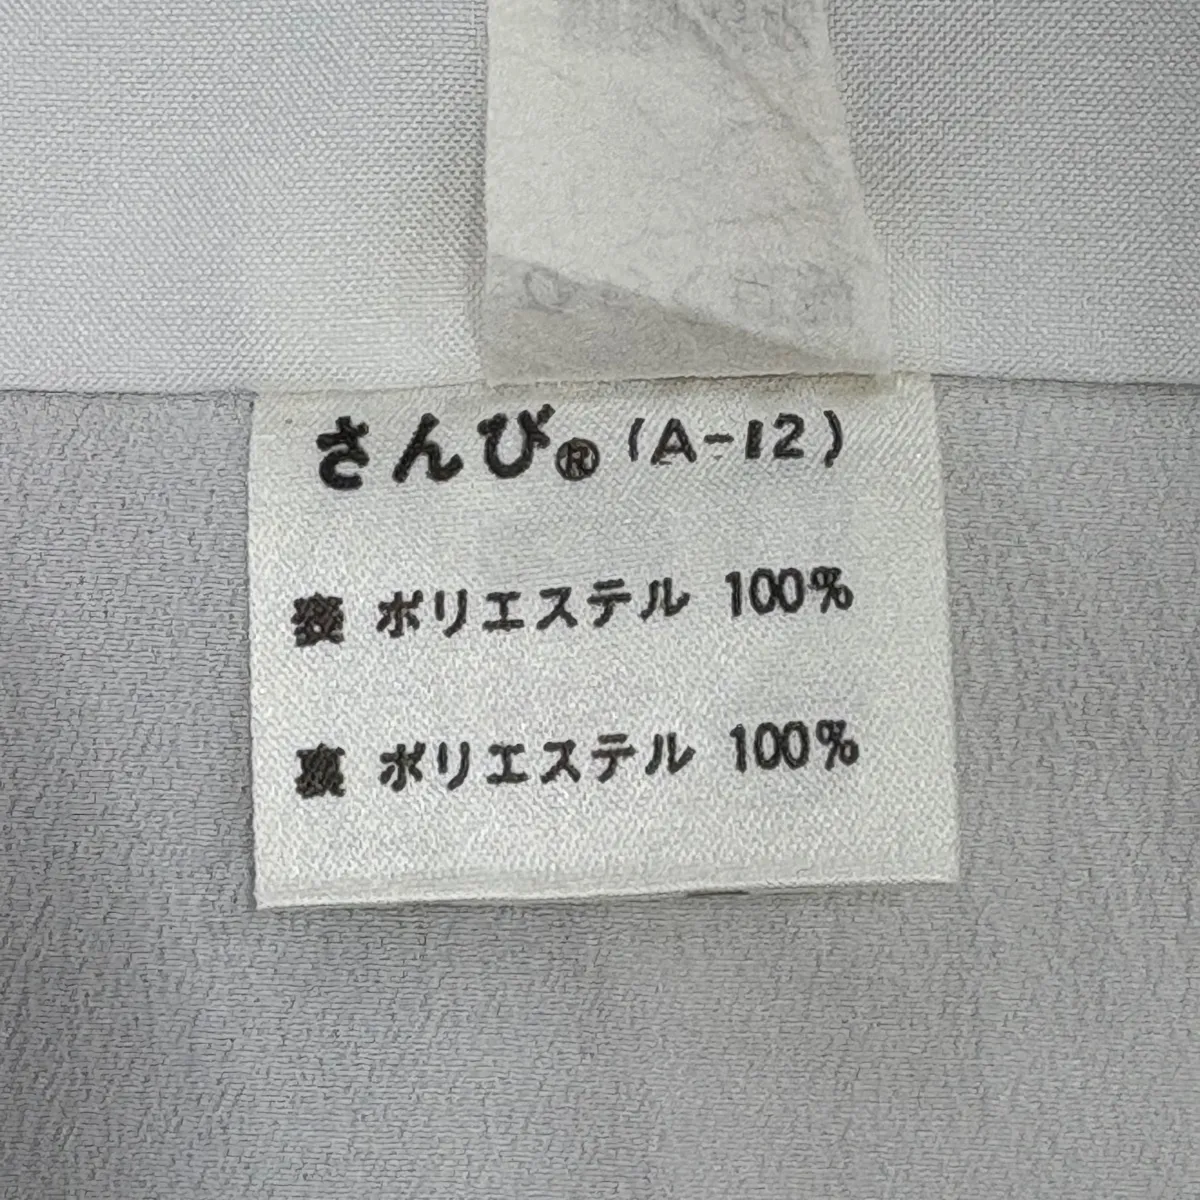 さんび® (A-12)
表 ポリエステル 100%
裏 ポリエステル 100%